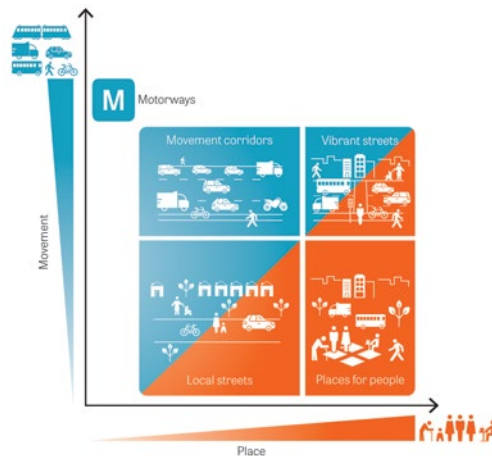 M Motorways
Movement corridors
Vibrant streets
Movement
Local streets
Places for people
Place